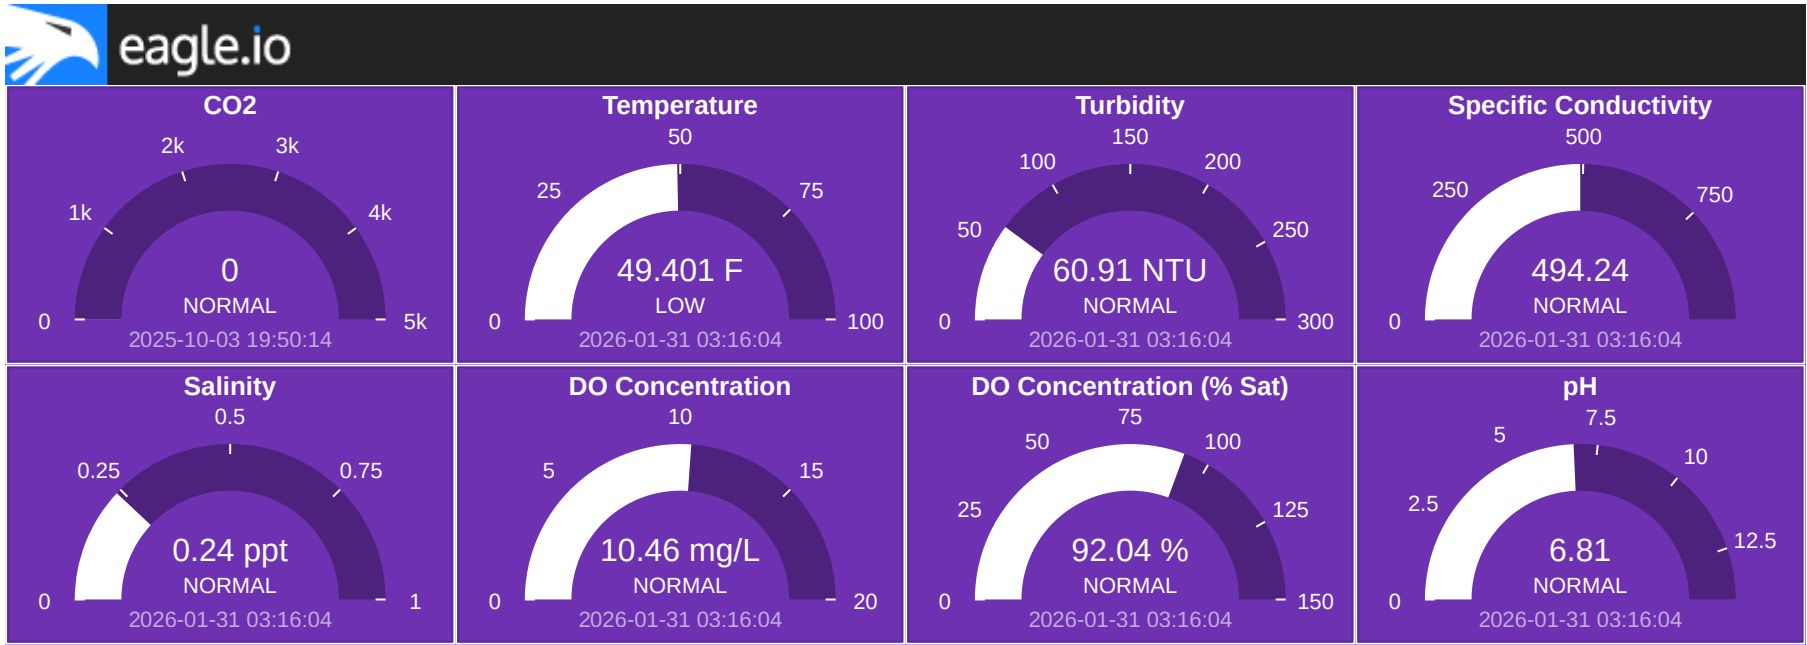 eagle.io
CO2
2k
3k
1k
4k
0
NORMAL
0
5k
2025-10-03 19:50:14
Temperature
50
25
75
49.401 F
LOW
0
100
2026-01-31 03:16:04
Turbidity
150
100
200
50
250
60.91 NTU
NORMAL
0
300
2026-01-31 03:16:04
Specific Conductivity
500
250
750
494.24
NORMAL
0
2026-01-31 03:16:04
Salinity
0.5
0.25
0.75
0.24 ppt
NORMAL
0
1
2026-01-31 03:16:04
DO Concentration
10
5
15
10.46 mg/L
NORMAL
0
20
2026-01-31 03:16:04
DO Concentration (% Sat)
75
50
100
25
125
92.04 %
NORMAL
0
150
2026-01-31 03:16:04
pH
7.5
5
10
2.5
12.5
6.81
NORMAL
0
2026-01-31 03:16:04